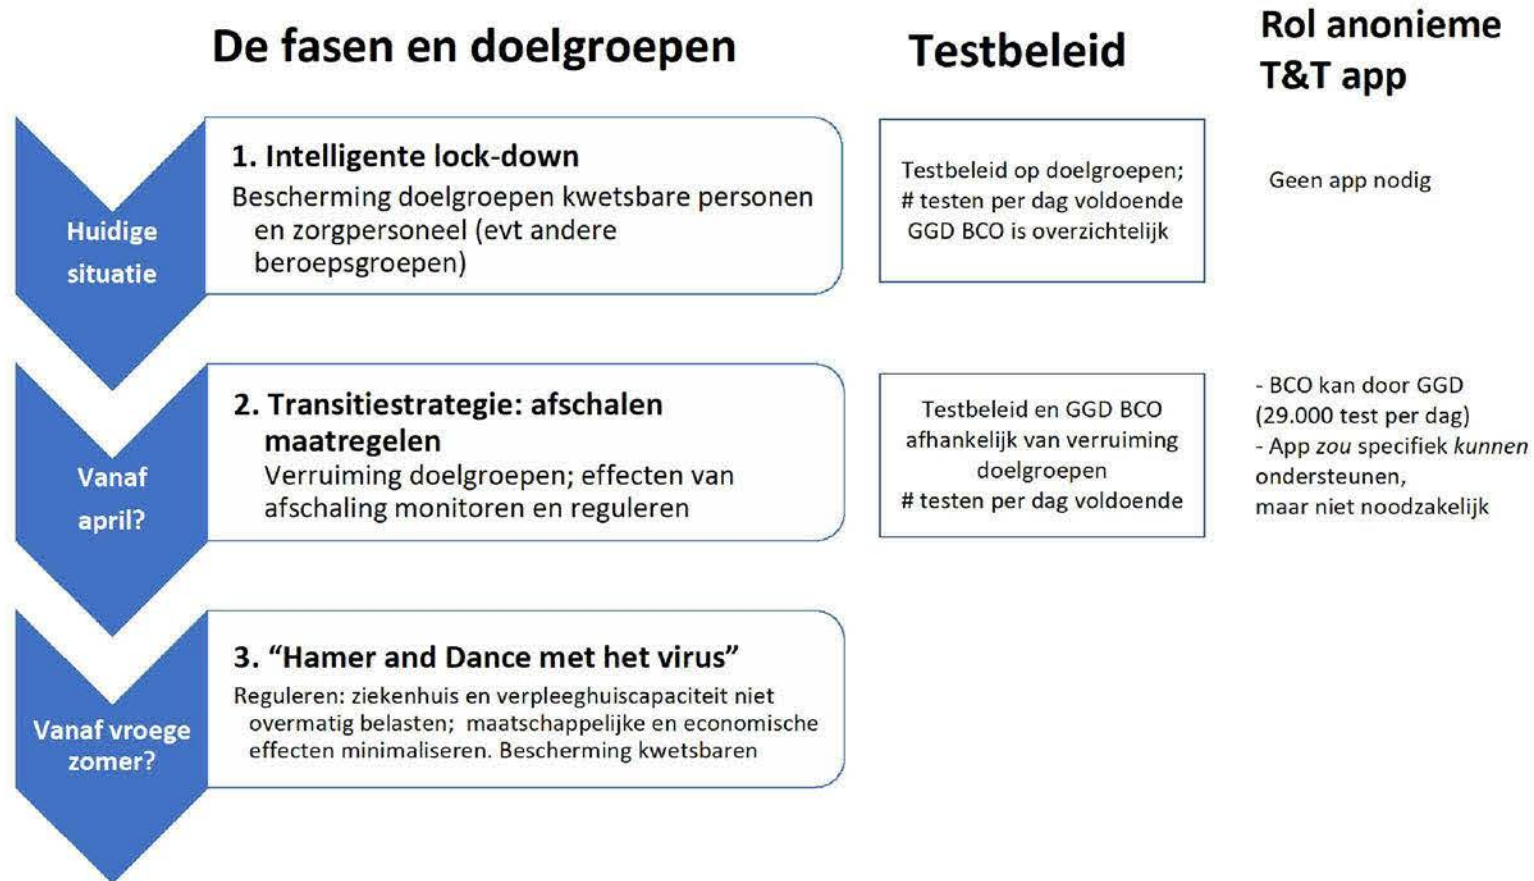 De fasen en doelgroepen
Testbeleid
Rol anonieme
T&T app
Huidige
situatie
1. Intelligente lock-down
Bescherming doelgroepen kwetsbare personen
en zorgpersoneel (evt andere
beroepsgroepen)
Testbeleid op doelgroepen;
# testen per dag voldoende
GGD BCO is overzichtelijk
Geen app nodig
Vanaf
april?
2. Transitiestrategie: afschalen
maatregelen
Verruiming doelgroepen; effecten van
afschaling monitoren en reguleren
Testbeleid en GGD BCO
afhankelijk van verruiming
doelgroepen
# testen per dag voldoende
- BCO kan door GGD
(29.000 test per dag)
- App zou specifiek kunnen
ondersteunen,
maar niet noodzakelijk
Vanaf vroege
zomer?
3. “Hamer and Dance met het virus”
Reguleren: ziekenhuis en verpleeghuiscapaciteit niet
overmatig belasten; maatschappelijke en economische
effecten minimaliseren. Bescherming kwetsbaren